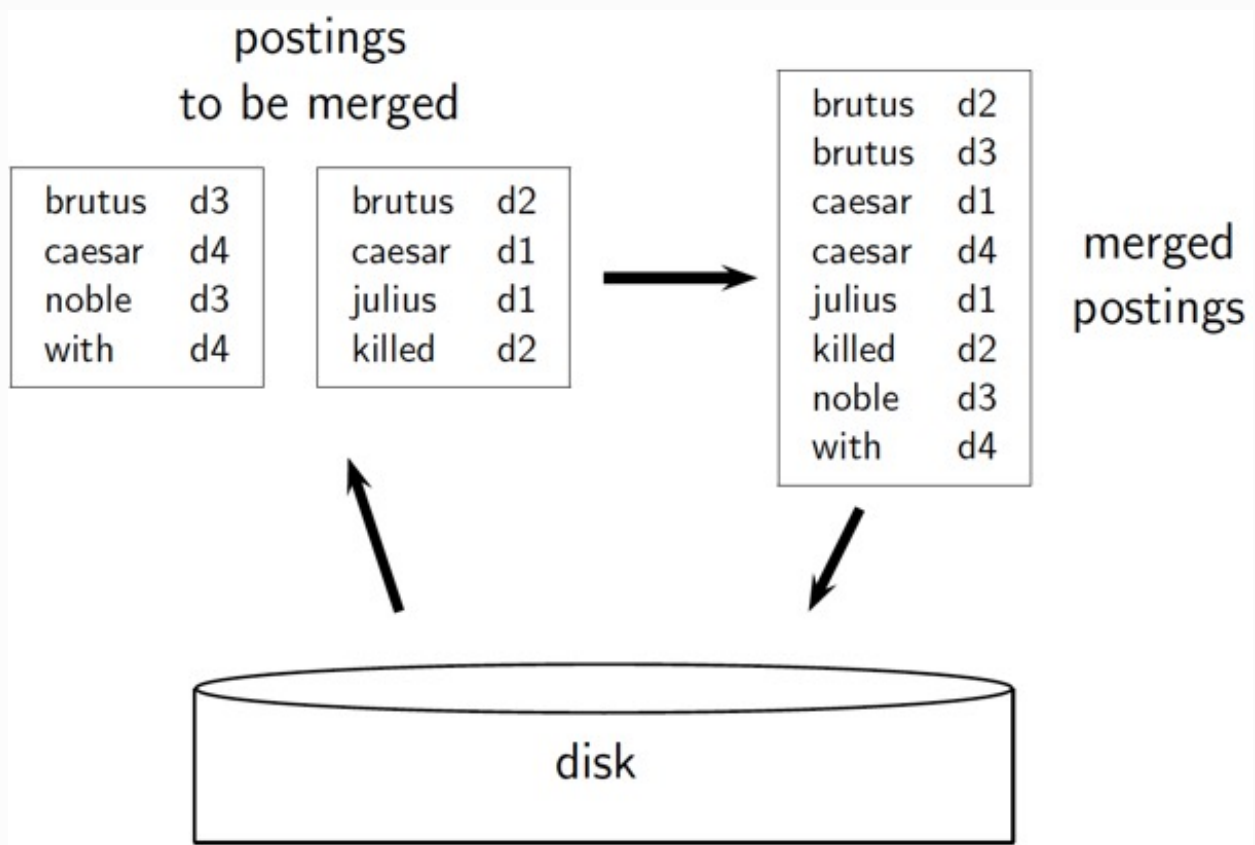 postings
to be merged
brutus d3
caesar d4
noble d3
with d4
brutus d2
caesar d1
julius d1
killed d2
brutus d2
brutus d3
caesar d1
caesar d4
julius d1
killed d2
noble d3
with d4
merged
postings
disk